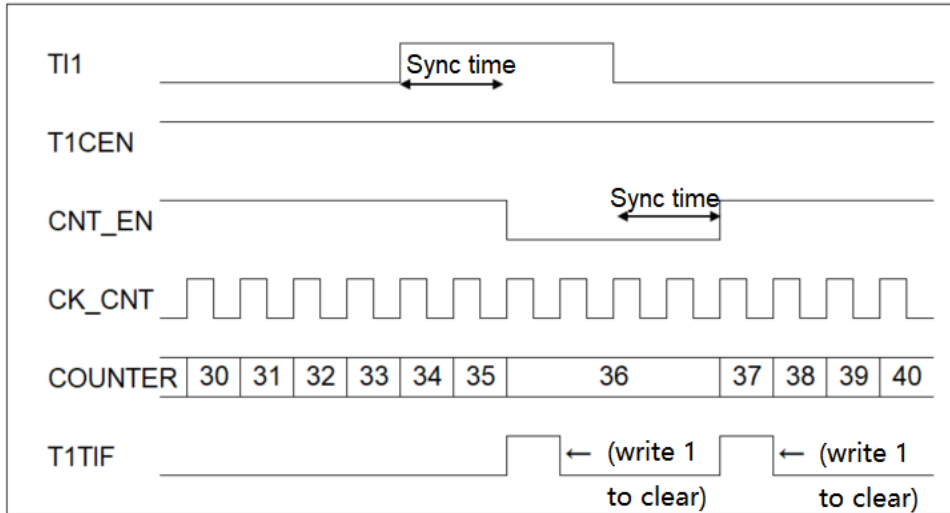 TI1
Sync time
T1CEN
CNT_EN
Sync time
CK_CNT
COUNTER 30 31 32 33 34 35 36 37 38 39 40
T1TIF
← (write 1 to clear)
← (write 1 to clear)